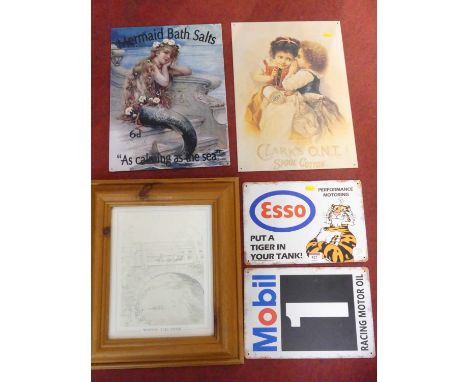 Mermaid Bath Salts
6d
"As calming as the sea"
CLARK'S O.N.T.
SPOOL COTTON
PERFORMANCE
MOTORING
Esso
PUT A
TIGER IN
YOUR TANK!
Mobil
1
RACING MOTOR OIL